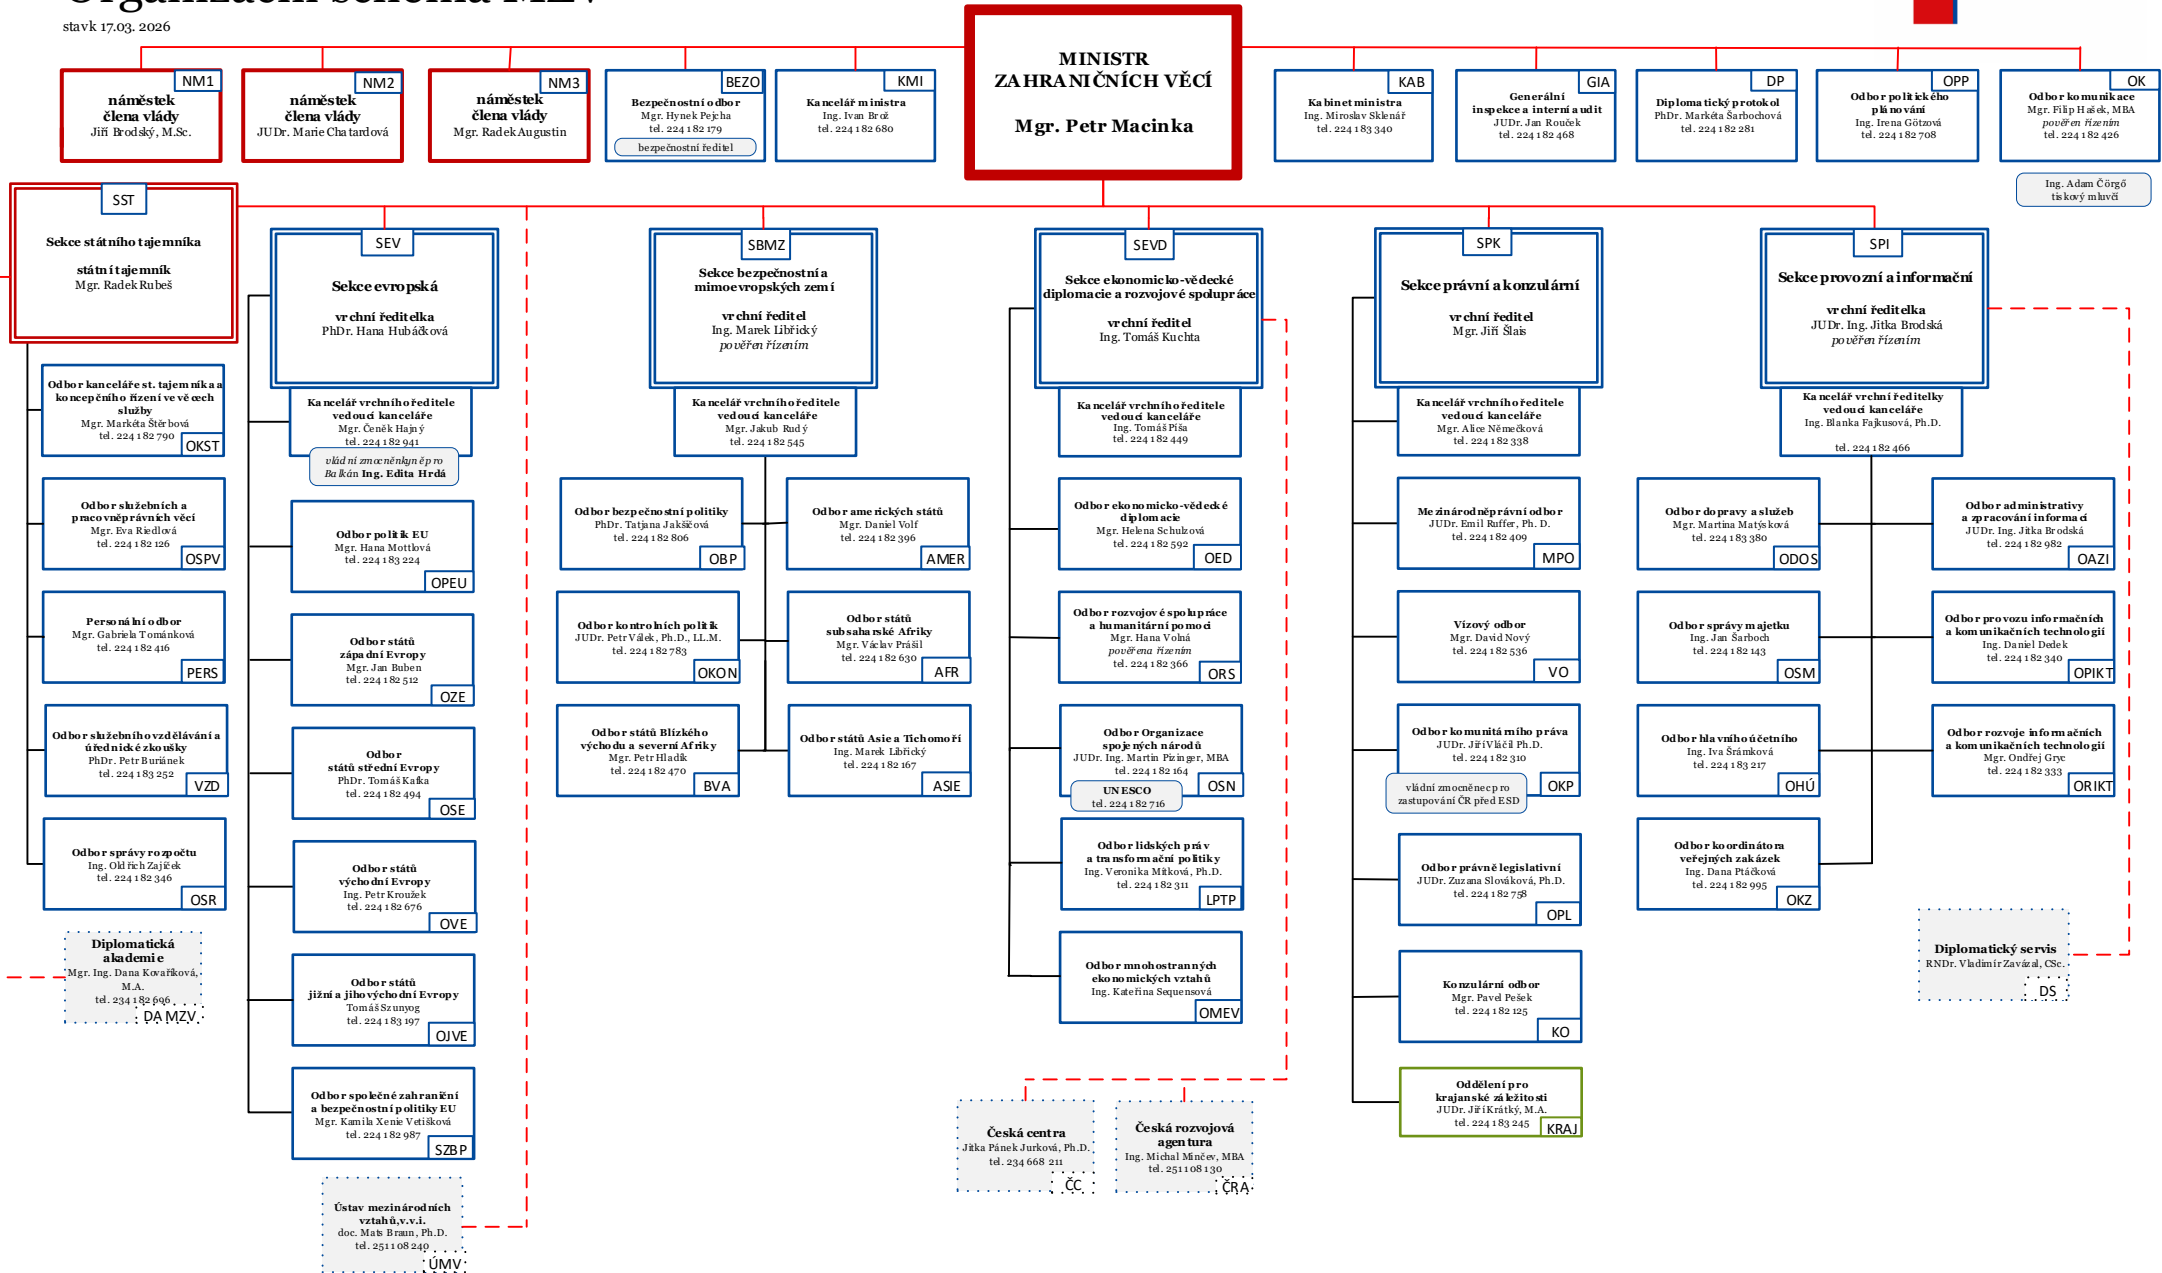 stav k 17.03. 2026
MINISTR
ZAHRANIČNÍCH VĚCÍ
Mgr. Petr Macinka
NM1
náměstek
člena vlády
Jiří Brodský, M.Sc.
NM2
náměstek
člena vlády
JUDr. Marie Chatardová
NM3
náměstek
člena vlády
Mgr. Radek Augustin
BEZO
Bezpečnostní odbor
Mgr. Hynek Pejcha
tel. 224 182 179
bezpečnostní ředitel
KMI
Kancelář ministra
Ing. Ivan Brož
tel. 224 182 680
KAB
Kabinet ministra
Ing. Miroslav Sklenář
tel. 224 183 340
GIA
Generální
inspekce a interní audit
JUDr. Jan Rouček
tel. 224 182 468
DP
Diplomatický protokol
PhDr. Markéta Šarbochová
tel. 224 182 281
OPP
Odbor politického
plánování
Ing. Irena Götzová
tel. 224 182 708
OK
Odbor komunikace
Mgr. Filip Hašek, MBA
pověřen řízením
tel. 224 182 426
Ing. Adam Čörgő
tiskový mluvčí
SST
Sekce státního tajemníka
státní tajemník
Mgr. Radek Rubeš
Odbor kanceláře st. tajemníka a
koncepčního řízení ve věcech
služby
Mgr. Markéta Štěrbová
tel. 224 182 790
OKST
Odbor služebních a
pracovněprávních věcí
Mgr. Eva Riedlová
tel. 224 182 126
OSPV
Personální odbor
Mgr. Gabriela Tománková
tel. 224 182 416
PERS
Odbor služebního vzdělávání a
úřednické zkoušky
PhDr. Petr Buriánek
tel. 224 183 252
VZD
Odbor správy rozpočtu
Ing. Oldřich Zajíček
tel. 224 182 346
OSR
Diplomatická
akademie
Mgr. Ing. Dana Kovaříková,
M.A.
tel. 234 182 696
DA MZV
SEV
Sekce evropská
vrchní ředitelka
PhDr. Hana Hubáčková
Kancelář vrchního ředitele
vedoucí kanceláře
Mgr. Čeněk Hajný
tel. 224 182 941
vládní zmocněnkyně pro
Balkán Ing. Edita Hrdá
Odbor politik EU
Mgr. Hana Mottlová
tel. 224 183 224
OPEU
Odbor států
západní Evropy
Mgr. Jan Buben
tel. 224 182 512
OZE
Odbor
států střední Evropy
PhDr. Tomáš Kafka
tel. 224 182 494
OSE
Odbor států
východní Evropy
Ing. Petr Kroužek
tel. 224 182 676
OVE
Odbor států
jižní a jihovýchodní Evropy
Tomáš Szunyog
tel. 224 183 197
OJVE
Odbor společné zahraniční
a bezpečnostní politiky EU
Mgr. Kamila Xenie Vetišková
tel. 224 182 987
SZBP
Ústav mezinárodních
vztahů,v.v.i.
doc. Mats Braun, Ph.D.
tel. 251 108 240
ÚMV
SBMZ
Sekce bezpečnostní a
mimoevropských zemí
vrchní ředitel
Ing. Marek Libřický
pověřen řízením
Kancelář vrchního ředitele
vedoucí kanceláře
Mgr. Jakub Rudý
tel. 224 182 545
Odbor bezpečnostní politiky
PhDr. Tatjana Jakšičová
tel. 224 182 806
OBP
Odbor amerických států
Mgr. Daniel Volf
tel. 224 182 396
AMER
Odbor kontrolních politik
JUDr. Petr Válek, Ph.D., LL.M.
tel. 224 182 783
OKON
Odbor států
subsaharské Afriky
Mgr. Václav Prášil
tel. 224 182 630
AFR
Odbor států Blízkého
východu a severní Afriky
Mgr. Petr Hladík
tel. 224 182 470
BVA
Odbor států Asie a Tichomoří
Ing. Marek Libřický
tel. 224 182 167
ASIE
SEVD
Sekce ekonomicko-vědecké
diplomacie a rozvojové spolupráce
vrchní ředitel
Ing. Tomáš Kuchta
Kancelář vrchního ředitele
vedoucí kanceláře
Ing. Tomáš Píša
tel. 224 182 449
Odbor ekonomicko-vědecké
diplomacie
Mgr. Helena Schulzová
tel. 224 182 592
OED
Odbor rozvojové spolupráce
a humanitární pomoci
Mgr. Hana Volná
pověřena řízením
tel. 224 182 366
ORS
Odbor Organizace
spojených národů
JUDr. Ing. Martin Pizinger, MBA
tel. 224 182 164
OSN
UNESCO
tel. 224 182 716
Odbor lidských práv
a transformační politiky
Ing. Veronika Mítková, Ph.D.
tel. 224 182 311
LPTP
Odbor mnohostranných
ekonomických vztahů
Ing. Kateřina Sequensová
OMEV
Česká centra
Jitka Pánek Jurková, Ph.D.
tel. 234 668 211
ČC
Česká rozvojová
agentura
Ing. Michal Minčev, MBA
tel. 251 108 130
ČRA
SPK
Sekce právní a konzulární
vrchní ředitel
Mgr. Jiří Šlais
Kancelář vrchního ředitele
vedoucí kanceláře
Mgr. Alice Němečková
tel. 224 182 338
Mezinárodněprávní odbor
JUDr. Emil Ruffer, Ph. D.
tel. 224 182 409
MPO
Vízový odbor
Mgr. David Nový
tel. 224 182 536
VO
Odbor komunitárního práva
JUDr. Jiří Vláčil Ph.D.
tel. 224 182 310
OKP
vládní zmocněnec pro
zastupování ČR před ESD
Odbor právně legislativní
JUDr. Zuzana Slováková, Ph.D.
tel. 224 182 758
OPL
Konzulární odbor
Mgr. Pavel Pešek
tel. 224 182 125
KO
Oddělení pro
krajanské záležitosti
JUDr. Jiří Krátký, M.A.
tel. 224 183 245
KRAJ
SPI
Sekce provozní a informační
vrchní ředitelka
JUDr. Ing. Jitka Brodská
pověřen řízením
Kancelář vrchní ředitelky
vedoucí kanceláře
Ing. Blanka Fajkusová, Ph.D.
tel. 224 182 466
Odbor dopravy a služeb
Mgr. Martina Matýsková
tel. 224 183 380
ODOS
Odbor administrativy
a zpracování informací
JUDr. Ing. Jitka Brodská
tel. 224 182 982
OAZI
Odbor správy majetku
Ing. Jan Šarboch
tel. 224 182 143
OSM
Odbor provozu informačních
a komunikačních technologií
Ing. Daniel Dedek
tel. 224 182 340
OPIKT
Odbor hlavního účetního
Ing. Iva Šrámková
tel. 224 183 217
OHÚ
Odbor rozvoje informačních
a komunikačních technologií
Mgr. Ondřej Gryc
tel. 224 182 333
ORIKT
Odbor koordinátora
veřejných zakázek
Ing. Dana Ptáčková
tel. 224 182 995
OKZ
Diplomatický servis
RNDr. Vladimír Zavázal, CSc.
DS